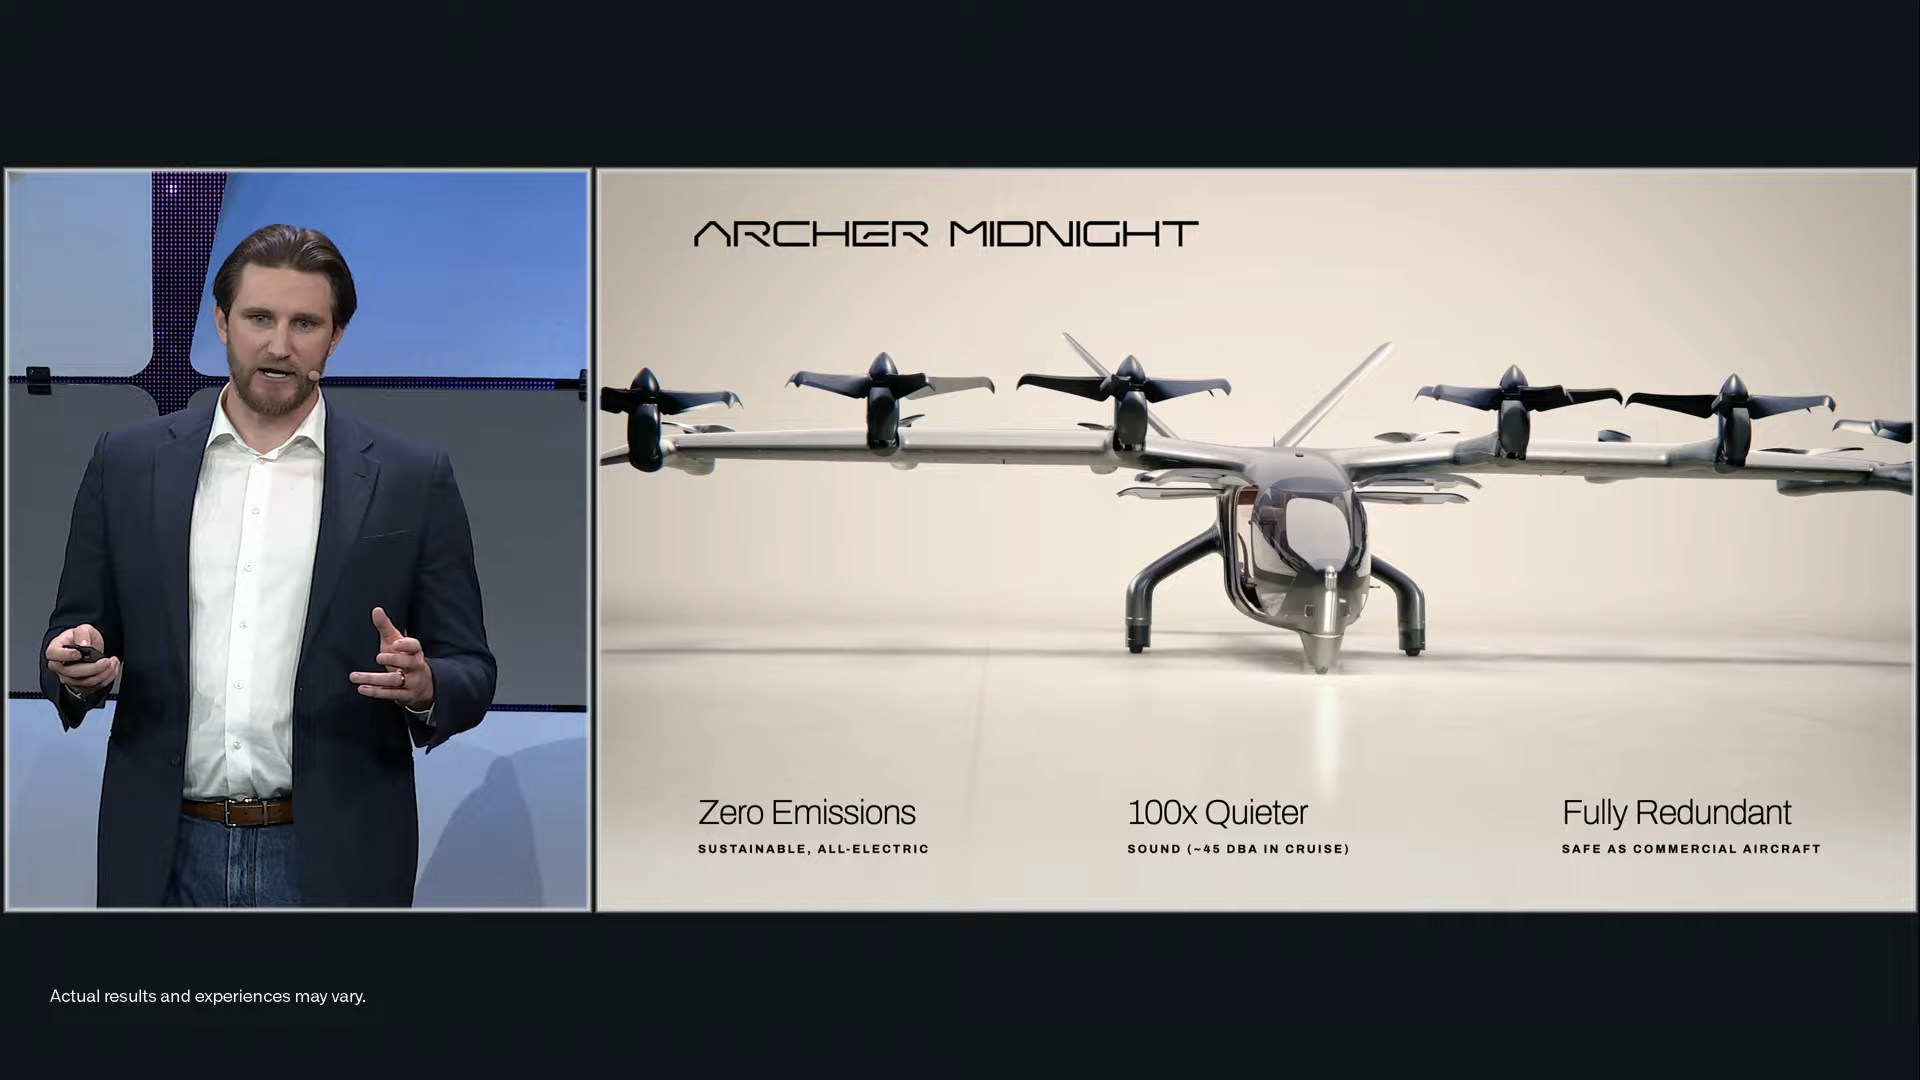 ARCHER MIDNIGHT
Zero Emissions
SUSTAINABLE, ALL-ELECTRIC
100x Quieter
SOUND (~45 DBA IN CRUISE)
Fully Redundant
SAFE AS COMMERCIAL AIRCRAFT
Actual results and experiences may vary.